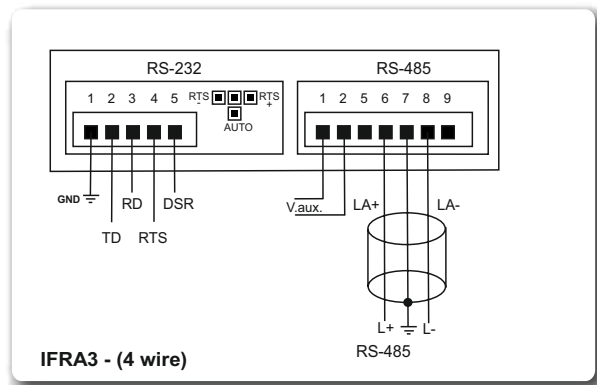 RS-232
RS-485
1 2 3 4 5
RTS
-
RTS
+
AUTO
1 2 5 6 7 8 9
GND
RD
DSR
TD
RTS
V.aux.
LA+
LA-
L+
L-
RS-485
IFRA3 - (4 wire)